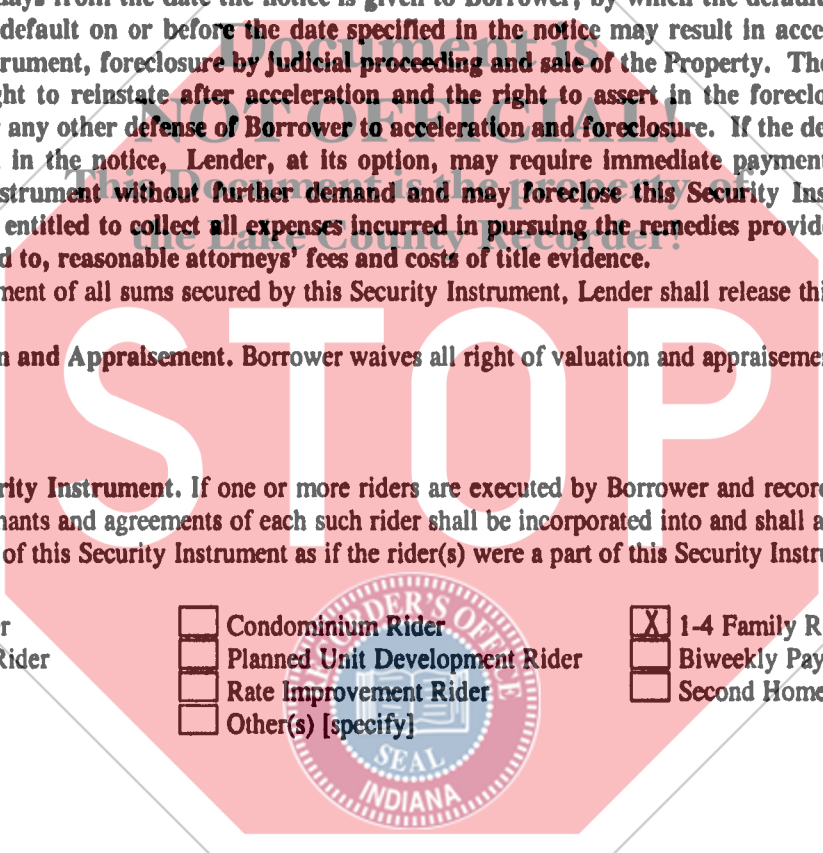 days from the date the notice is given to Borrower, by which the default
default on or before the date specified in the notice may result in acce
Document is
rument, foreclosure by judicial proceeding and sale of the Property. The
ght to reinstate after acceleration and the right to assert in the foreclo
NOT OFFICIAL!
any other defense of Borrower to acceleration and foreclosure. If the de
in the notice, Lender, at its option, may require immediate payment
This Document is the property of
strument without further demand and may foreclose this Security Ins
entitled to collect all expenses incurred in pursuing the remedies provide
the Lake County Recorder!
d to, reasonable attorneys' fees and costs of title evidence.
ment of all sums secured by this Security Instrument, Lender shall release thi
n and Appraisement. Borrower waives all right of valuation and appraisemen
STOP
rity Instrument. If one or more riders are executed by Borrower and record
nants and agreements of each such rider shall be incorporated into and shall a
of this Security Instrument as if the rider(s) were a part of this Security Instru
r Condominium Rider X 1-4 Family R
Rider Planned Unit Development Rider Biweekly Pay
Rate Improvement Rider Second Home
Other(s) [specify]
RECORDER'S OFFICE
SEAL
INDIANA